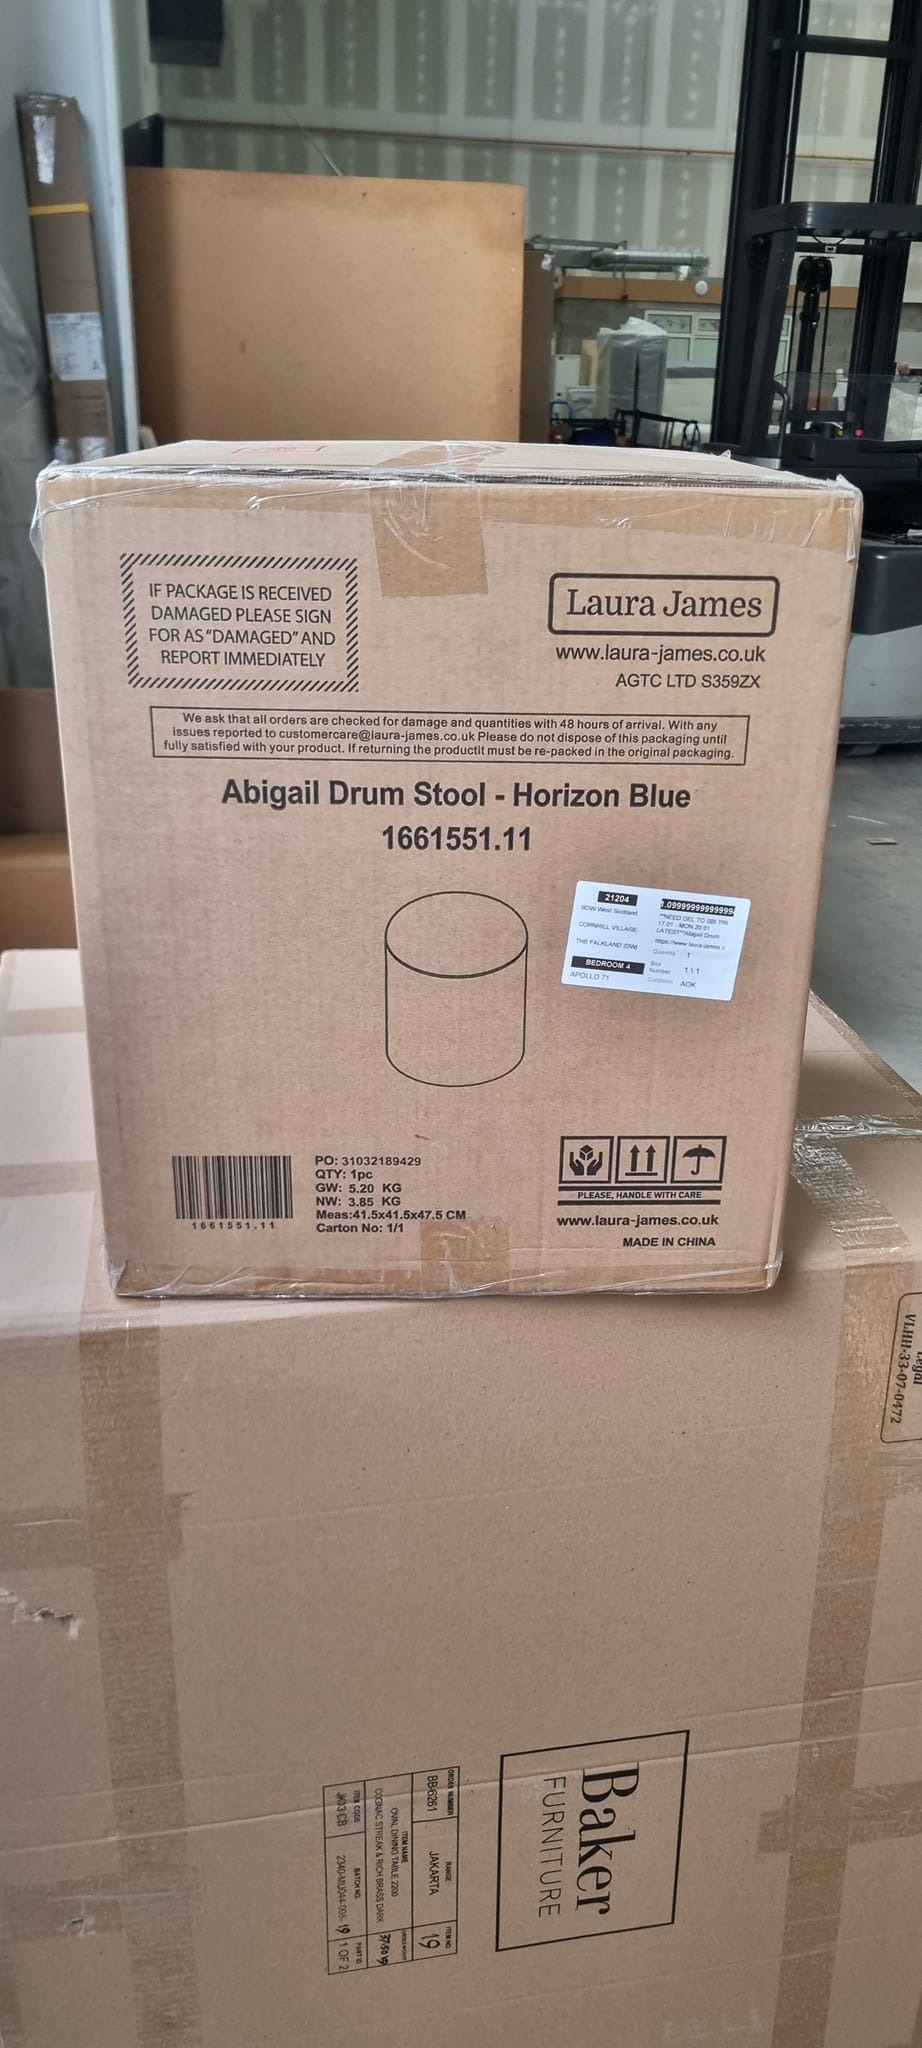 IF PACKAGE IS RECEIVED
DAMAGED PLEASE SIGN
FOR AS "DAMAGED" AND
REPORT IMMEDIATELY
Laura James
www.laura-james.co.uk
AGTC LTD S359ZX
We ask that all orders are checked for damage and quantities with 48 hours of arrival. With any
issues reported to customercare@laura-james.co.uk Please do not dispose of this packaging until
fully satisfied with your product. If returning the productit must be re-packed in the original packaging.
Abigail Drum Stool - Horizon Blue
1661551.11
21204
BDW West Scotland
CORNHILL VILLAGE
THE FALKLAND (DW)
BEDROOM 4
APOLLO 71
1.09999999999999
**NEED DEL TO SBI FRI
17.01 - MON 20.01
LATEST**Abigail Drum
https://www.laura-james.c
Quantity 1
Box
Number 1 \ 1
Condition AOK
1661551.11
PO: 31032189429
QTY: 1pc
GW: 5.20 KG
NW: 3.85 KG
Meas:41.5x41.5x47.5 CM
Carton No: 1/1
PLEASE, HANDLE WITH CARE
www.laura-james.co.uk
MADE IN CHINA
Legal
VLHH-33-07-0472
Baker
FURNITURE
ORDER NUMBER RANGE ITEM NO
BB-6261 JAKARTA 19
ITEM NAME
OVAL DINING TABLE 2200
COGNAC STREAK & RICH BRASS DARK
ITEM CODE BATCH NO. PART ID
JK03CB 2340-MUO44-008-19 1 OF 2